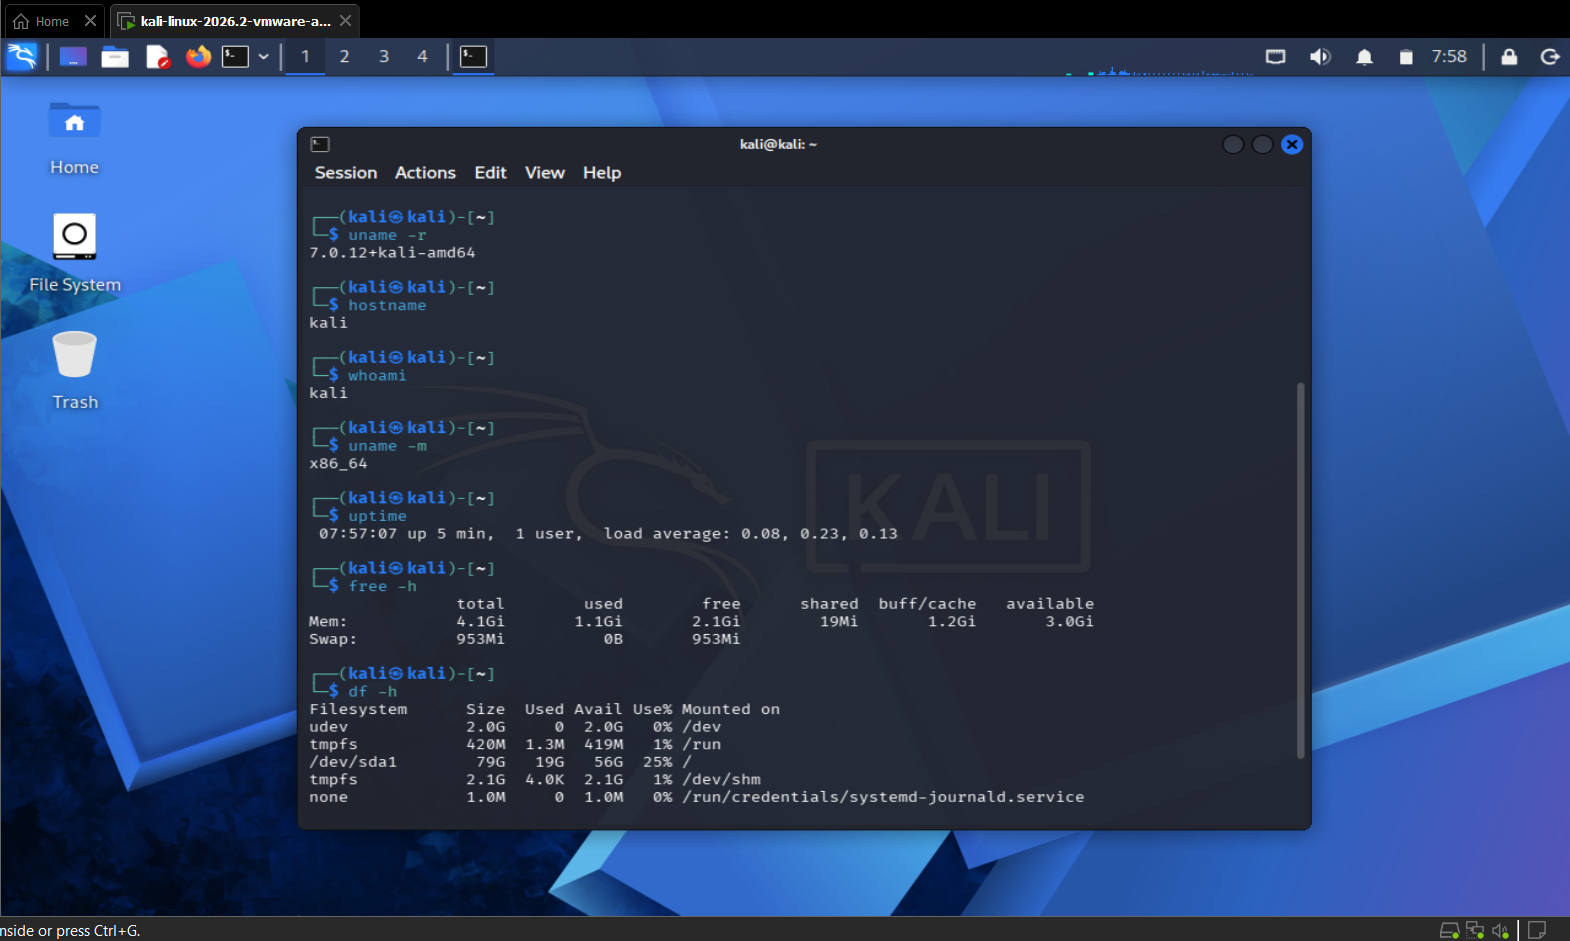 Home
kali-linux-2026.2-vmware-a...
1 2 3 4
7:58
Home
File System
Trash
kali@kali: ~
Session Actions Edit View Help
┌──(kali㉿kali)-[~]
└─$ uname -r
7.0.12+kali-amd64
┌──(kali㉿kali)-[~]
└─$ hostname
kali
┌──(kali㉿kali)-[~]
└─$ whoami
kali
┌──(kali㉿kali)-[~]
└─$ uname -m
x86_64
┌──(kali㉿kali)-[~]
└─$ uptime
07:57:07 up 5 min,  1 user,  load average: 0.08, 0.23, 0.13
┌──(kali㉿kali)-[~]
└─$ free -h
total used free shared buff/cache available
Mem: 4.1Gi 1.1Gi 2.1Gi 19Mi 1.2Gi 3.0Gi
Swap: 953Mi 0B 953Mi
┌──(kali㉿kali)-[~]
└─$ df -h
Filesystem Size Used Avail Use% Mounted on
udev 2.0G 0 2.0G 0% /dev
tmpfs 420M 1.3M 419M 1% /run
/dev/sda1 79G 19G 56G 25% /
tmpfs 2.1G 4.0K 2.1G 1% /dev/shm
none 1.0M 0 1.0M 0% /run/credentials/systemd-journald.service
KALI
nside or press Ctrl+G.